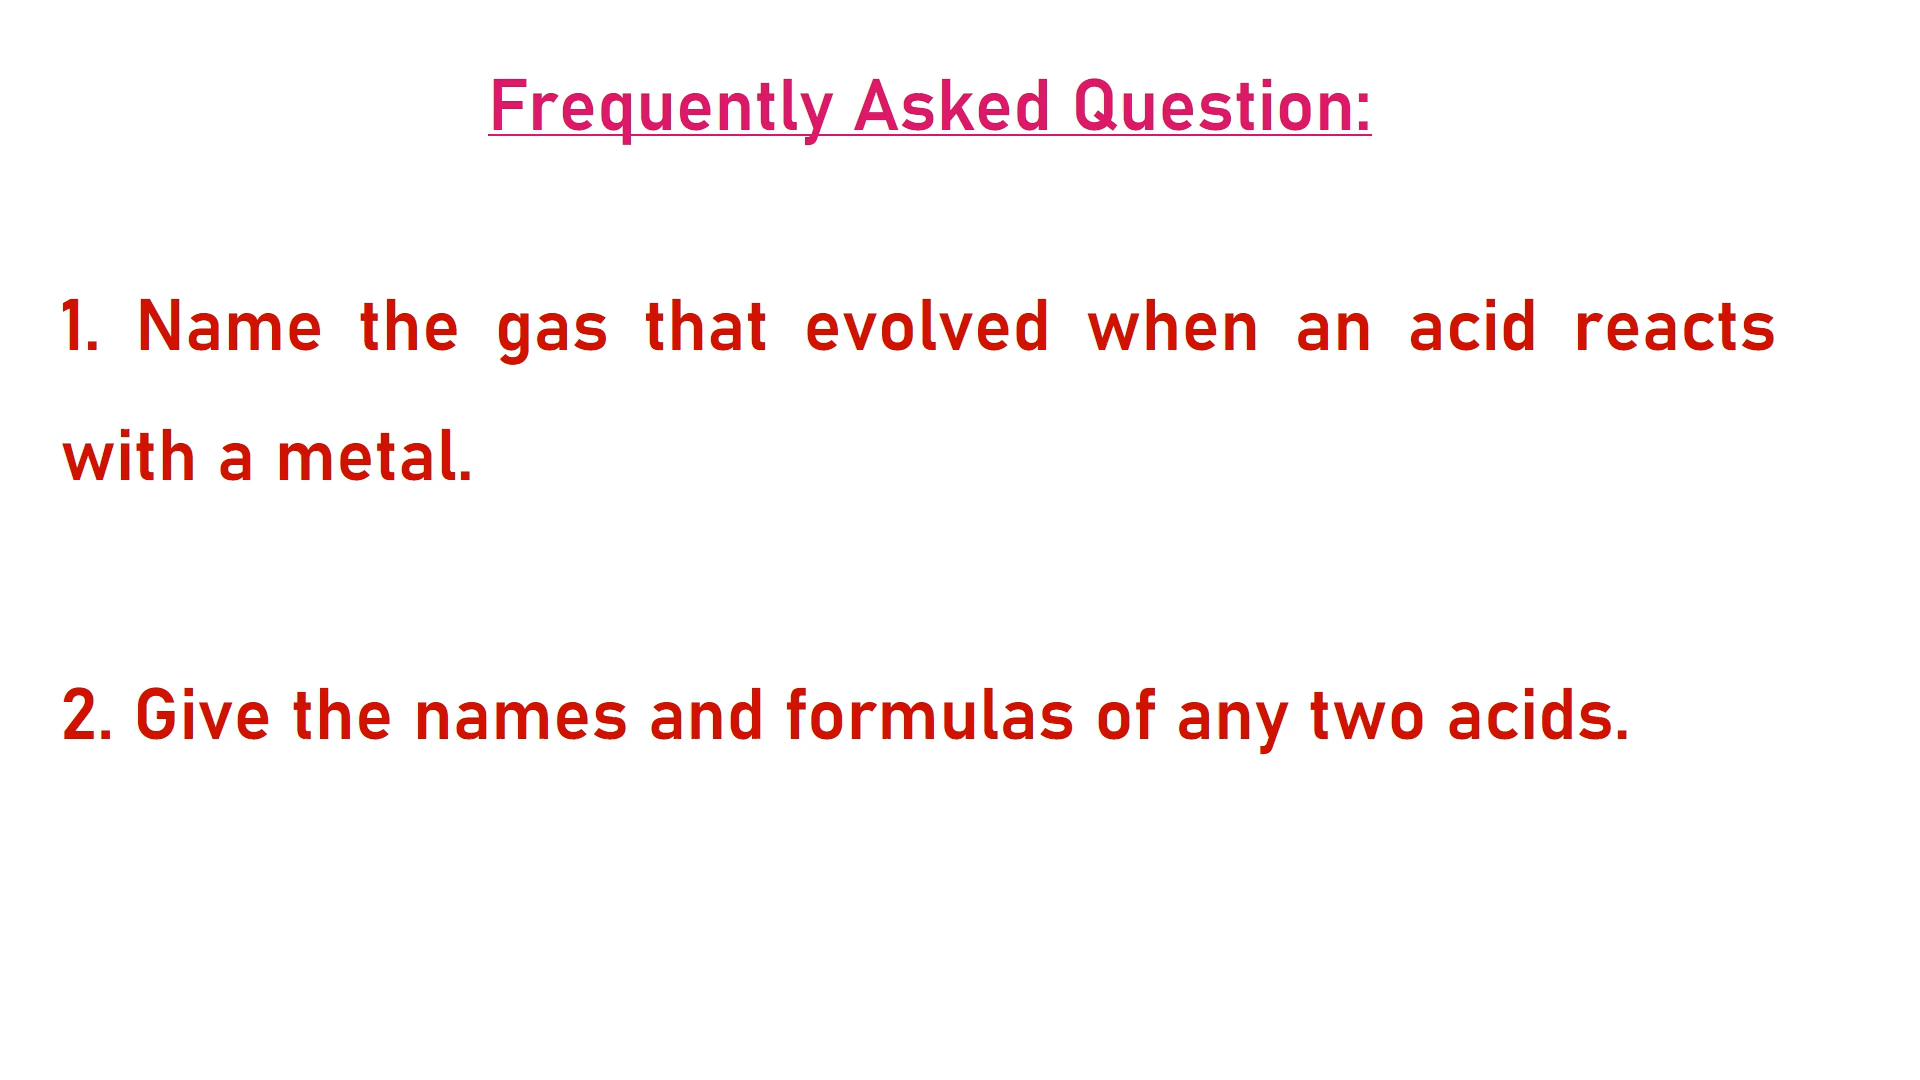 Frequently Asked Question:
1. Name the gas that evolved when an acid reacts
with a metal.
2. Give the names and formulas of any two acids.